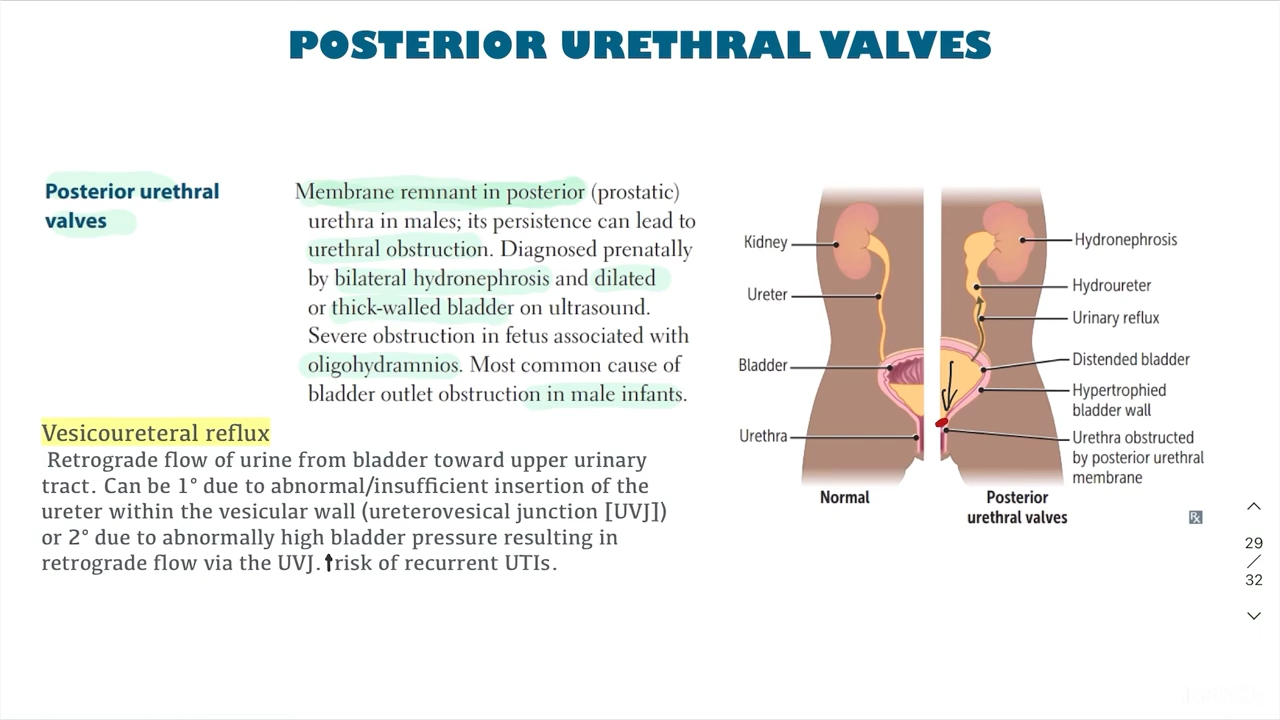 POSTERIOR URETHRAL VALVES
Posterior urethral
valves
Membrane remnant in posterior (prostatic)
urethra in males; its persistence can lead to
urethral obstruction. Diagnosed prenatally
by bilateral hydronephrosis and dilated
or thick-walled bladder on ultrasound.
Severe obstruction in fetus associated with
oligohydramnios. Most common cause of
bladder outlet obstruction in male infants.
Vesicoureteral reflux
Retrograde flow of urine from bladder toward upper urinary
tract. Can be 1° due to abnormal/insufficient insertion of the
ureter within the vesicular wall (ureterovesical junction [UVJ])
or 2° due to abnormally high bladder pressure resulting in
retrograde flow via the UVJ.⬆risk of recurrent UTIs.
Kidney
Ureter
Bladder
Urethra
Normal
Hydronephrosis
Hydroureter
Urinary reflux
Distended bladder
Hypertrophied
bladder wall
Urethra obstructed
by posterior urethral
membrane
Posterior
urethral valves
℞
29
/
32